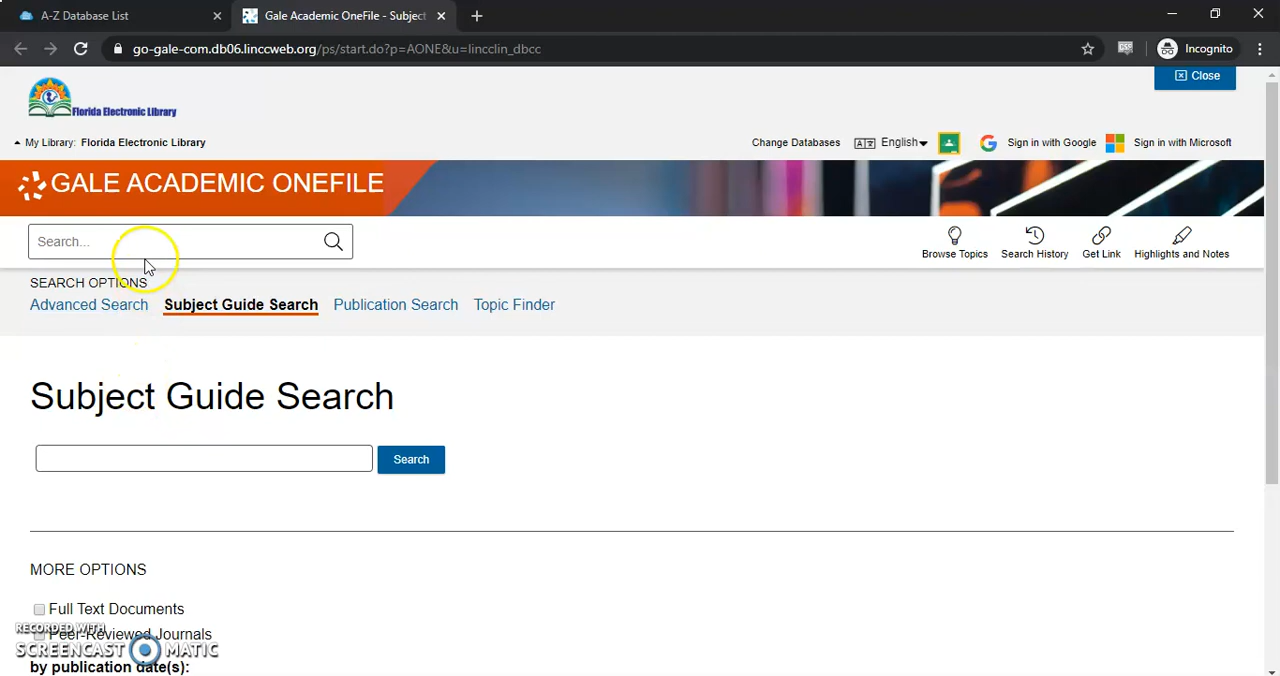 A-Z Database List
Gale Academic OneFile - Subject
go-gale-com.db06.linccweb.org/ps/start.do?p=AONE&u=lincclin_dbcc
Incognito
Close
Florida Electronic Library
My Library: Florida Electronic Library
Change Databases English Sign in with Google Sign in with Microsoft
GALE ACADEMIC ONEFILE
Search...
Browse Topics Search History Get Link Highlights and Notes
SEARCH OPTIONS
Advanced Search Subject Guide Search Publication Search Topic Finder
Subject Guide Search
Search
MORE OPTIONS
Full Text Documents
Peer-Reviewed Journals
RECORDED WITH
SCREENCAST MATIC
by publication date(s):